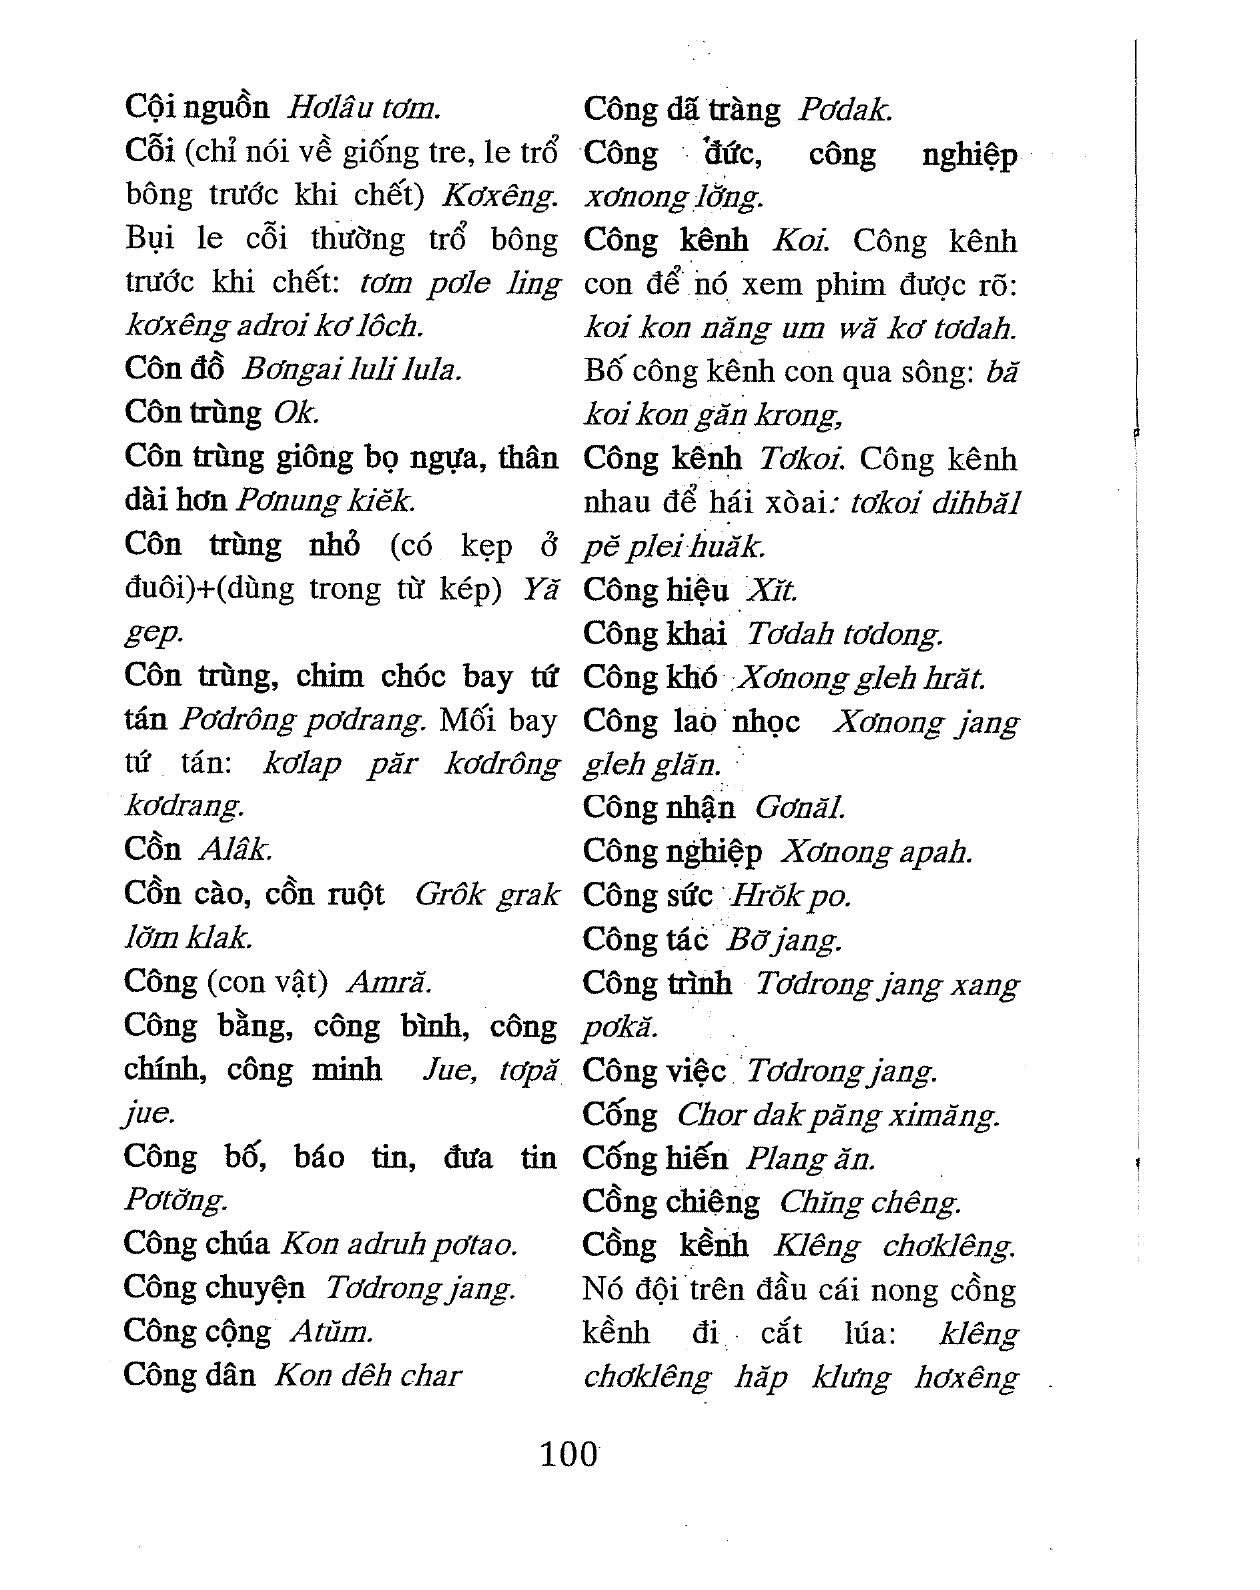 Cội nguồn Hơlâu tơm.
Cỗi (chỉ nói về giống tre, le trổ
bông trước khi chết) Kơxêng.
Bụi le cỗi thường trổ bông
trước khi chết: tơm pơle ling
kơxêng adroi kơ lôch.
Côn đồ Bơngai luli lula.
Côn trùng Ok.
Côn trùng giông bọ ngựa, thân
dài hơn Pơnung kiĕk.
Côn trùng nhỏ (có kẹp ở
đuôi)+(dùng trong từ kép) Yă
gep.
Côn trùng, chim chóc bay tứ
tán Pơdrông pơdrang. Mối bay
tứ tán: kơlap păr kơdrông
kơdrang.
Cồn Alâk.
Cồn cào, cồn ruột Grôk grak
lơ̆m klak.
Công (con vật) Amră.
Công bằng, công bình, công
chính, công minh Jue, tơpă
jue.
Công bố, báo tin, đưa tin
Pơtơ̆ng.
Công chúa Kon adruh pơtao.
Công chuyện Tơdrong jang.
Công cộng Atŭm.
Công dân Kon dêh char
Công dã tràng Pơdak.
Công đức, công nghiệp
xơnong lơ̆ng.
Công kênh Koi. Công kênh
con để nó xem phim được rõ:
koi kon năng um wă kơ tơdah.
Bố công kênh con qua sông: bă
koi kon găn krong,
Công kênh Tơkoi. Công kênh
nhau để hái xòai: tơkoi dihbăl
pĕ plei huăk.
Công hiệu Xĭt.
Công khai Tơdah tơdong.
Công khó Xơnong gleh hrăt.
Công lao nhọc Xơnong jang
gleh glăn.
Công nhận Gơnăl.
Công nghiệp Xơnong apah.
Công sức Hrŏk po.
Công tác Bơ̆ jang.
Công trình Tơdrong jang xang
pơkă.
Công việc Tơdrong jang.
Cống Chor dak păng ximăng.
Cống hiến Plang ăn.
Cồng chiêng Chĭng chêng.
Cồng kềnh Klêng chơklêng.
Nó đội trên đầu cái nong cồng
kềnh đi cắt lúa: klêng
chơklêng hăp klưng hơxêng
100